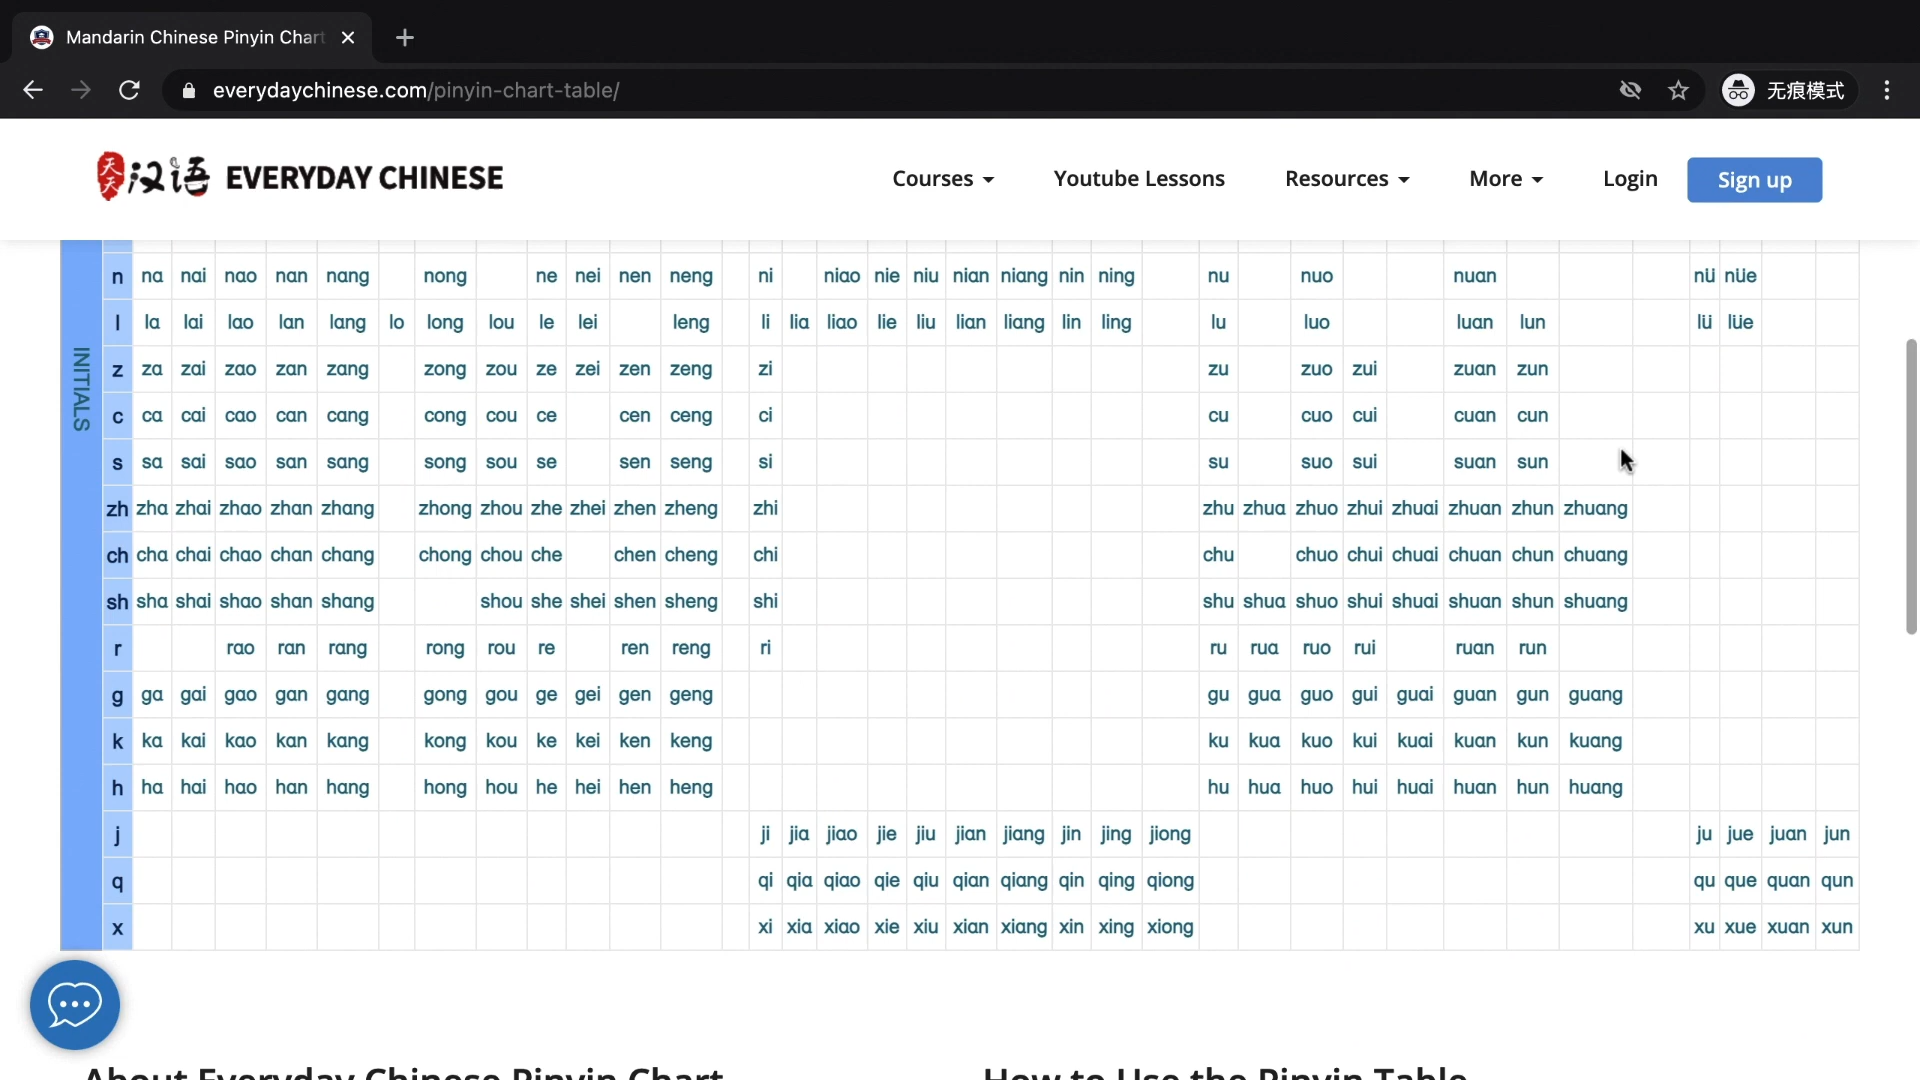 Mandarin Chinese Pinyin Chart
everydaychinese.com/pinyin-chart-table/
无痕模式
天天汉语 EVERYDAY CHINESE
Courses Youtube Lessons Resources More Login Sign up
INITIALS
n na nai nao nan nang nong ne nei nen neng ni niao nie niu nian niang nin ning nu nuo nuan nü nüe
l la lai lao lan lang lo long lou le lei leng li lia liao lie liu lian liang lin ling lu luo luan lun lü lüe
z za zai zao zan zang zong zou ze zei zen zeng zi zu zuo zui zuan zun
c ca cai cao can cang cong cou ce cen ceng ci cu cuo cui cuan cun
s sa sai sao san sang song sou se sen seng si su suo sui suan sun
zh zha zhai zhao zhan zhang zhong zhou zhe zhei zhen zheng zhi zhu zhua zhuo zhui zhuai zhuan zhun zhuang
ch cha chai chao chan chang chong chou che chen cheng chi chu chuo chui chuai chuan chun chuang
sh sha shai shao shan shang shou she shei shen sheng shi shu shua shuo shui shuai shuan shun shuang
r rao ran rang rong rou re ren reng ri ru rua ruo rui ruan run
g ga gai gao gan gang gong gou ge gei gen geng gu gua guo gui guai guan gun guang
k ka kai kao kan kang kong kou ke kei ken keng ku kua kuo kui kuai kuan kun kuang
h ha hai hao han hang hong hou he hei hen heng hu hua huo hui huai huan hun huang
j ji jia jiao jie jiu jian jiang jin jing jiong ju jue juan jun
q qi qia qiao qie qiu qian qiang qin qing qiong qu que quan qun
x xi xia xiao xie xiu xian xiang xin xing xiong xu xue xuan xun
About Everyday Chinese Pinyin Chart
How to Use the Pinyin Table